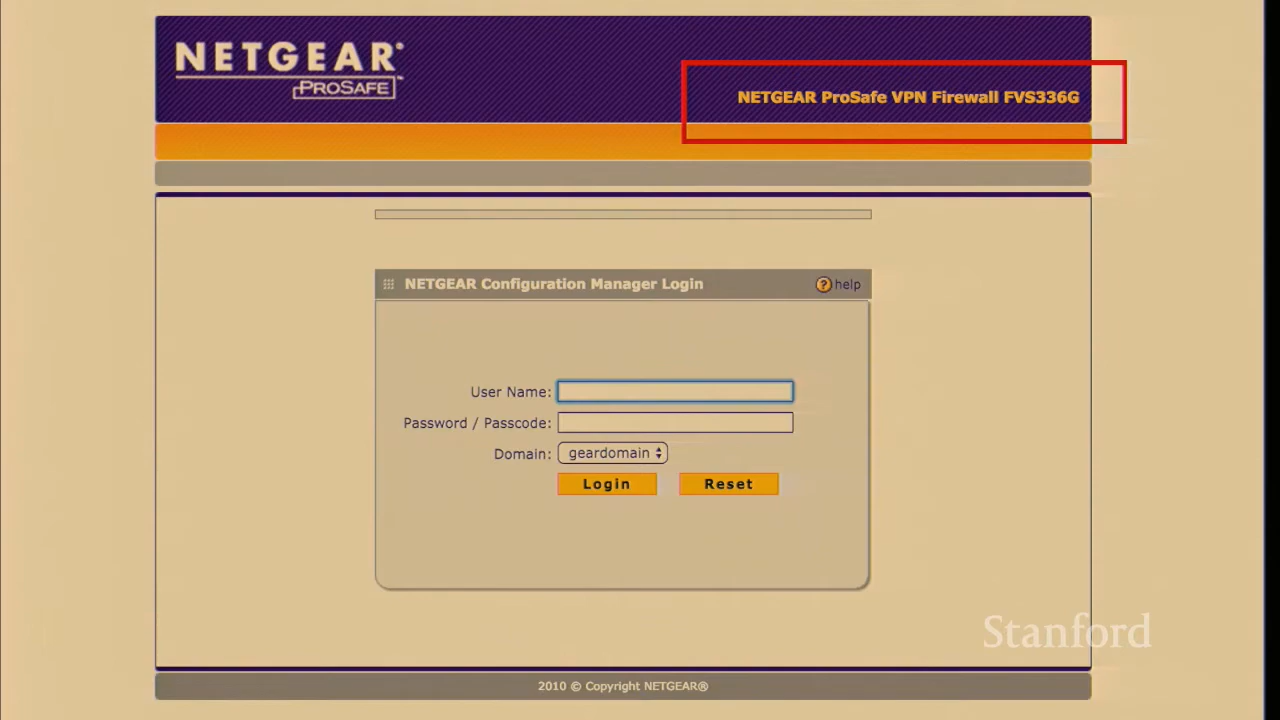 NETGEAR®
PROSAFE™
NETGEAR ProSafe VPN Firewall FVS336G
NETGEAR Configuration Manager Login
? help
User Name:
Password / Passcode:
Domain: geardomain
Login Reset
Stanford
2010 © Copyright NETGEAR®